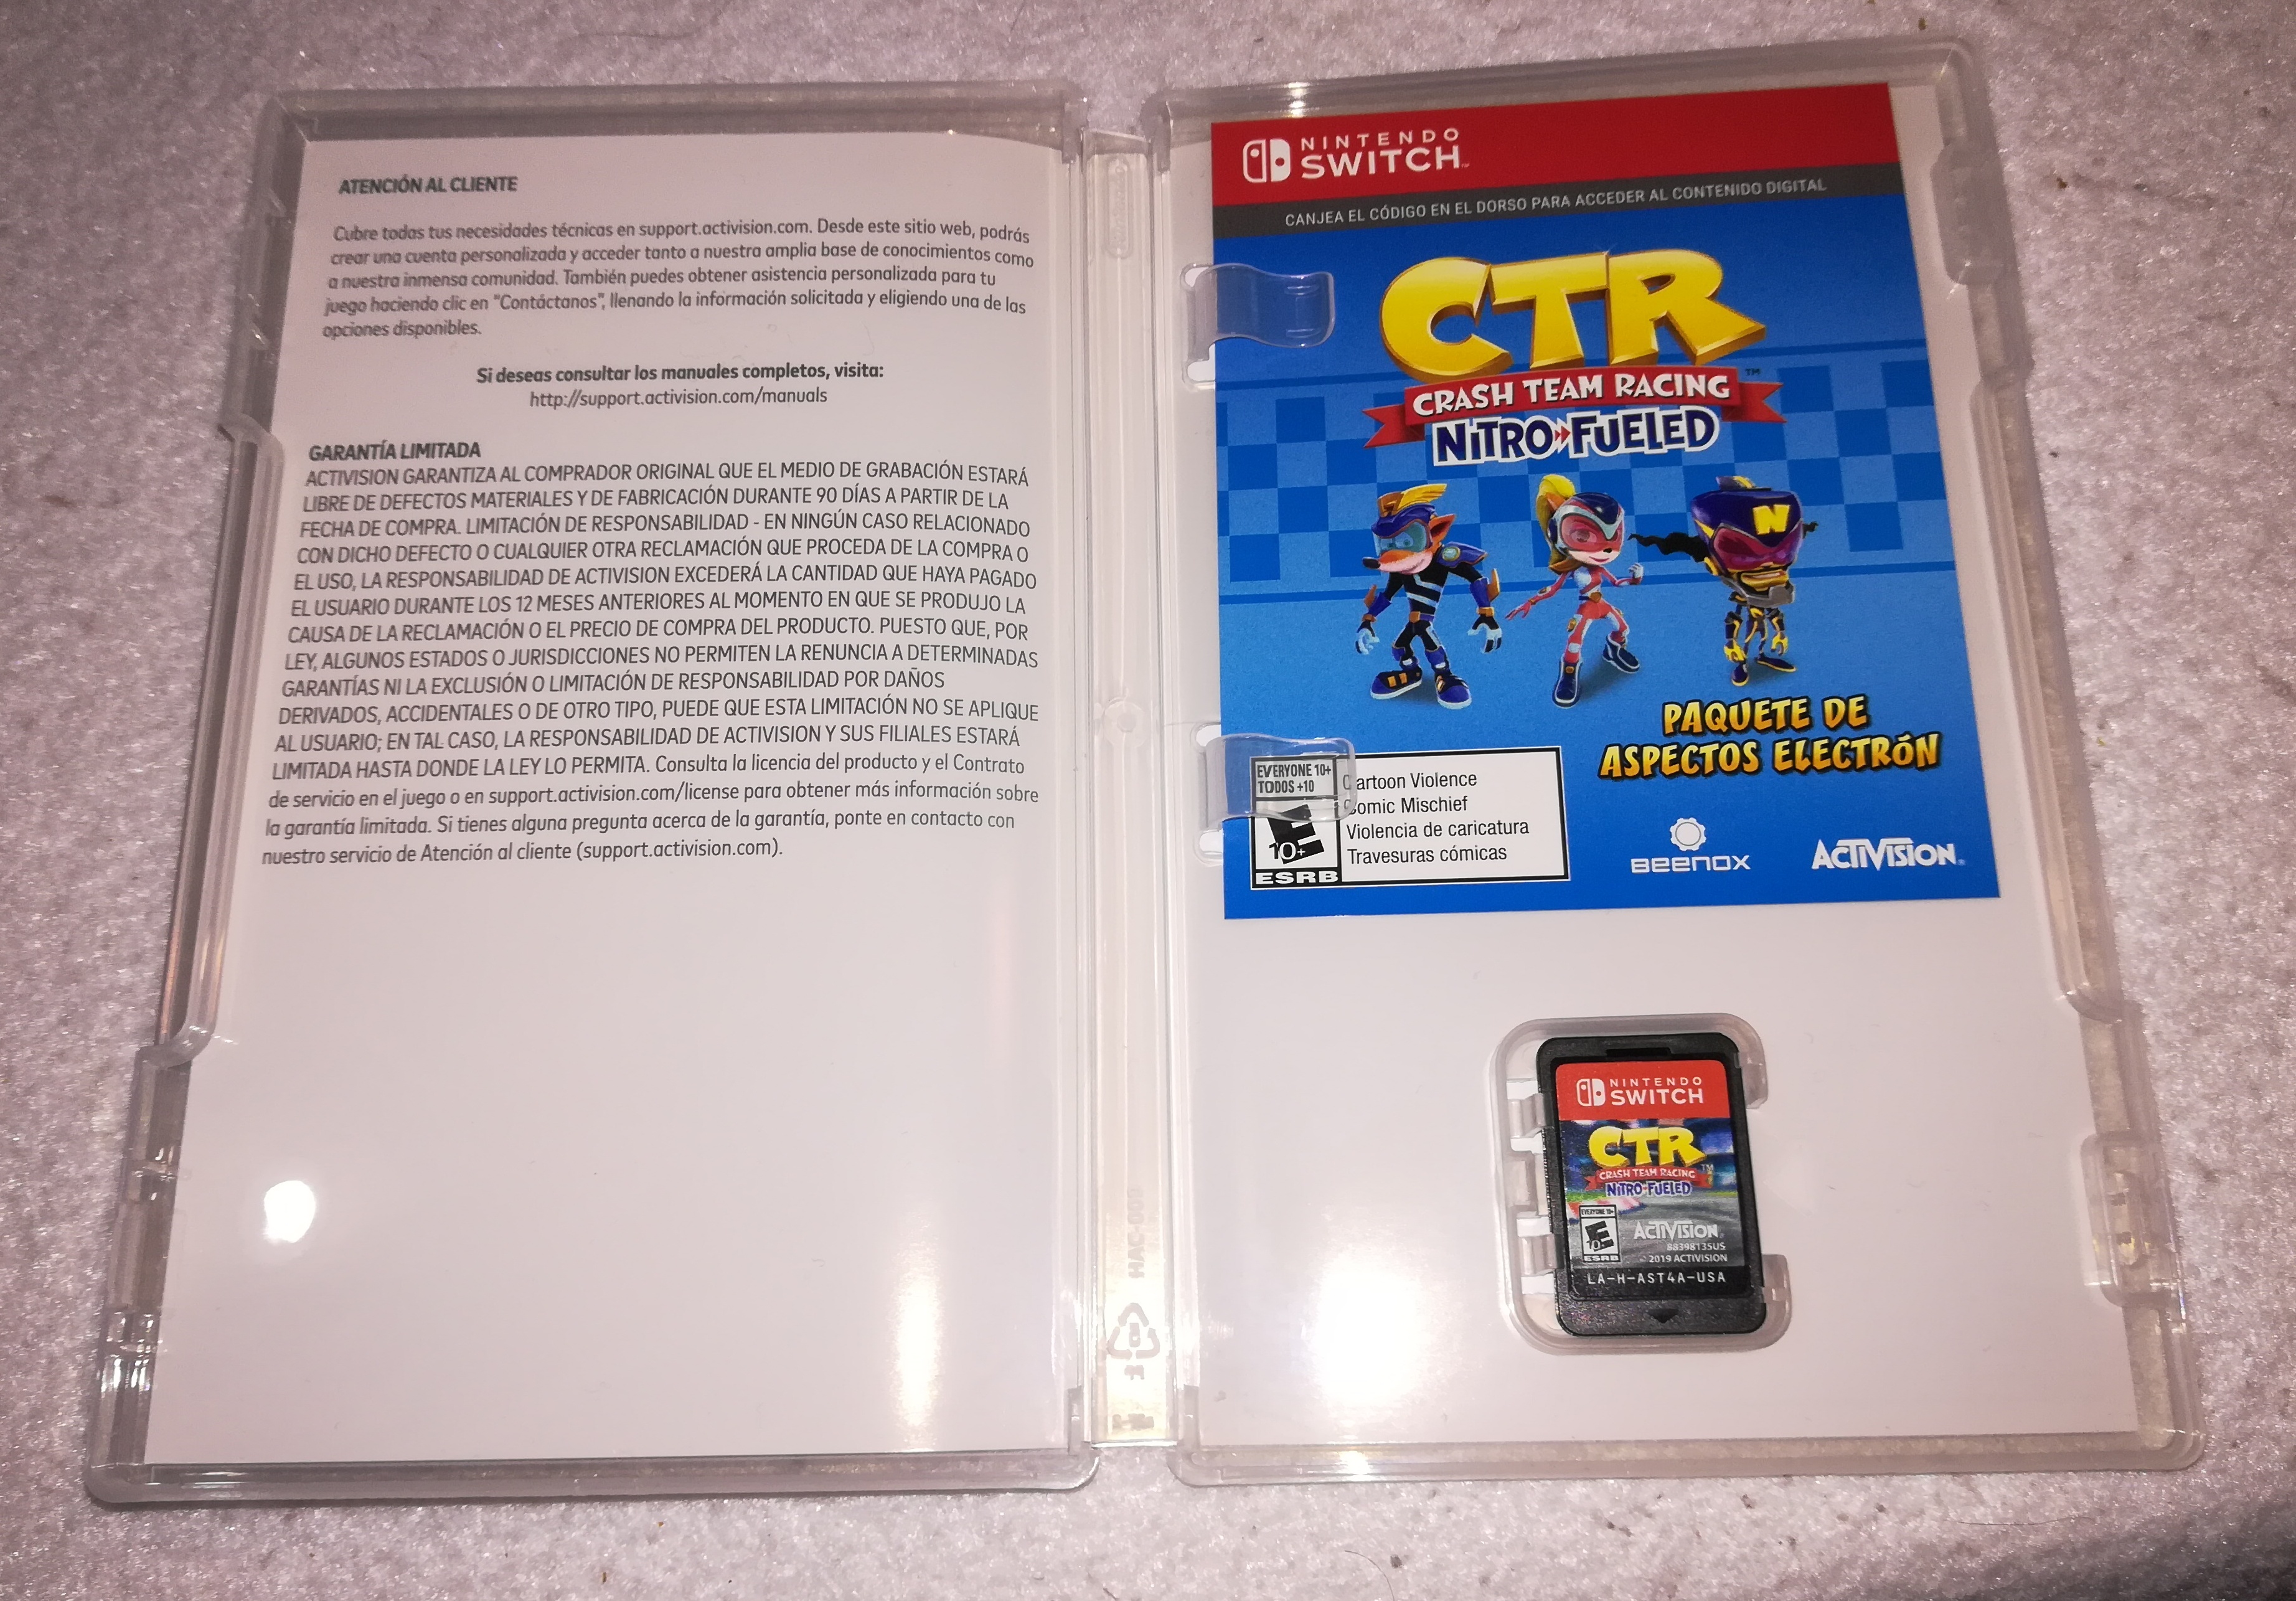 ATENCIÓN AL CLIENTE
Cubre todas tus necesidades técnicas en support.activision.com. Desde este sitio web, podrás
crear una cuenta personalizada y acceder tanto a nuestra amplia base de conocimientos como
a nuestra inmensa comunidad. También puedes obtener asistencia personalizada para tu
juego haciendo clic en "Contáctanos", llenando la información solicitada y eligiendo una de las
opciones disponibles.
Si deseas consultar los manuales completos, visita:
http://support.activision.com/manuals
GARANTÍA LIMITADA
ACTIVISION GARANTIZA AL COMPRADOR ORIGINAL QUE EL MEDIO DE GRABACIÓN ESTARÁ
LIBRE DE DEFECTOS MATERIALES Y DE FABRICACIÓN DURANTE 90 DÍAS A PARTIR DE LA
FECHA DE COMPRA. LIMITACIÓN DE RESPONSABILIDAD - EN NINGÚN CASO RELACIONADO
CON DICHO DEFECTO O CUALQUIER OTRA RECLAMACIÓN QUE PROCEDA DE LA COMPRA O
EL USO, LA RESPONSABILIDAD DE ACTIVISION EXCEDERÁ LA CANTIDAD QUE HAYA PAGADO
EL USUARIO DURANTE LOS 12 MESES ANTERIORES AL MOMENTO EN QUE SE PRODUJO LA
CAUSA DE LA RECLAMACIÓN O EL PRECIO DE COMPRA DEL PRODUCTO. PUESTO QUE, POR
LEY, ALGUNOS ESTADOS O JURISDICCIONES NO PERMITEN LA RENUNCIA A DETERMINADAS
GARANTÍAS NI LA EXCLUSIÓN O LIMITACIÓN DE RESPONSABILIDAD POR DAÑOS
DERIVADOS, ACCIDENTALES O DE OTRO TIPO, PUEDE QUE ESTA LIMITACIÓN NO SE APLIQUE
AL USUARIO; EN TAL CASO, LA RESPONSABILIDAD DE ACTIVISION Y SUS FILIALES ESTARÁ
LIMITADA HASTA DONDE LA LEY LO PERMITA. Consulta la licencia del producto y el Contrato
de servicio en el juego o en support.activision.com/license para obtener más información sobre
la garantía limitada. Si tienes alguna pregunta acerca de la garantía, ponte en contacto con
nuestro servicio de Atención al cliente (support.activision.com).
HAC-008
NINTENDO
SWITCH™
CANJEA EL CÓDIGO EN EL DORSO PARA ACCEDER AL CONTENIDO DIGITAL
CTR
CRASH TEAM RACING™
NITRO FUELED
N
PAQUETE DE
ASPECTOS ELECTRÓN
EVERYONE 10+
TODOS +10
E
10+
ESRB
Cartoon Violence
Comic Mischief
Violencia de caricatura
Travesuras cómicas
BEENOX
ACTIVISION®
NINTENDO
SWITCH
CTR
CRASH TEAM RACING™
NITRO FUELED
EVERYONE 10+
E
10+
ESRB
ACTIVISION
88398135US
2019 ACTIVISION
LA-H-AST4A-USA